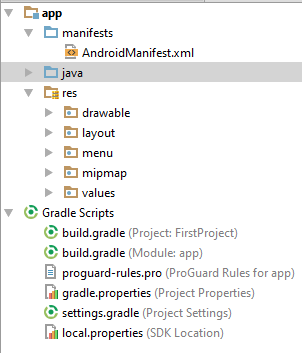 app
manifests
AndroidManifest.xml
java
res
drawable
layout
menu
mipmap
values
Gradle Scripts
build.gradle (Project: FirstProject)
build.gradle (Module: app)
proguard-rules.pro (ProGuard Rules for app)
gradle.properties (Project Properties)
settings.gradle (Project Settings)
local.properties (SDK Location)